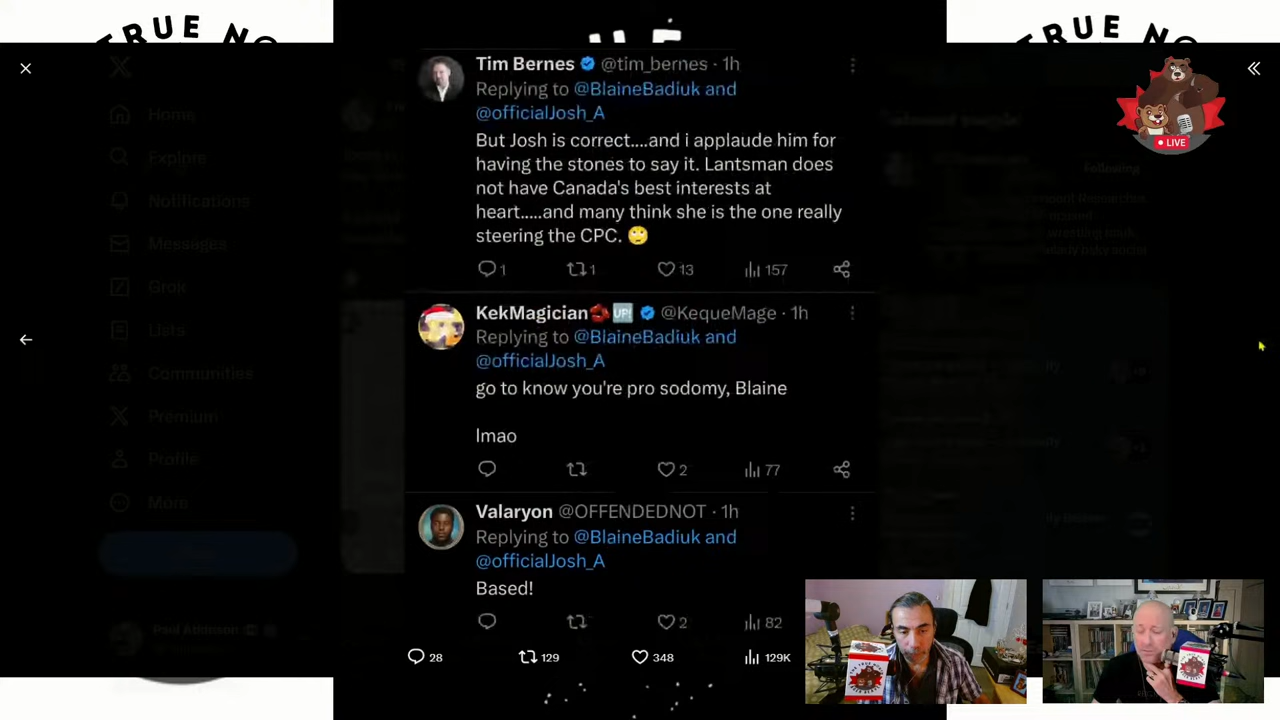 TRUE NO
TRUE NO
Tim Bernes @tim_bernes · 1h
Replying to @BlaineBadiuk and
@officialJosh_A
But Josh is correct....and i applaude him for
having the stones to say it. Lantsman does
not have Canada's best interests at
heart.....and many think she is the one really
steering the CPC. 🙄
1 1 13 157
KekMagician🦀🆙 @KequeMage · 1h
Replying to @BlaineBadiuk and
@officialJosh_A
go to know you're pro sodomy, Blaine
lmao
2 77
Valaryon @OFFENDEDNOT · 1h
Replying to @BlaineBadiuk and
@officialJosh_A
Based!
2 82
28 129 348 129K
LIVE
Home
Explore
Notifications
Messages
Grox
Lists
Communities
Premium
Profile
More
Paul Atkinson
Following